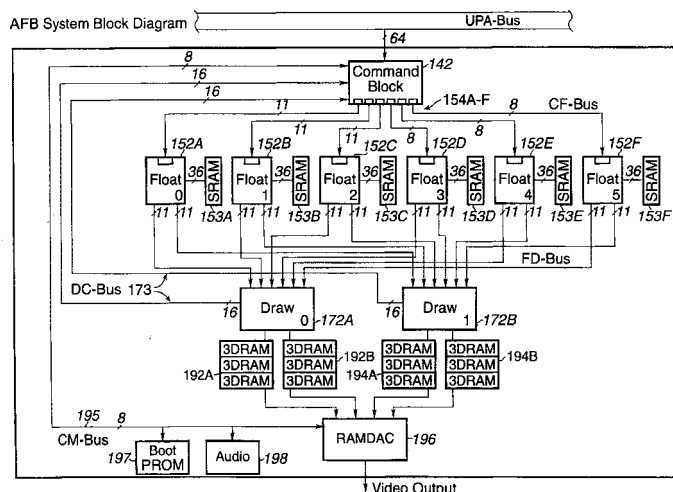 AFB System Block Diagram
UPA-Bus
64
8
16
16
Command Block
142
154A-F
11 11 11 8 8 8
CF-Bus
152A 152B 152C 152D 152E 152F
Float 0 36 SRAM
Float 1 36 SRAM
Float 2 36 SRAM
Float 3 36 SRAM
Float 4 36 SRAM
Float 5 36 SRAM
153A 153B 153C 153D 153E 153F
11 11 11 11 11 11 11 11 11 11 11 11
FD-Bus
DC-Bus 173
16
Draw 0
172A
16
Draw 1
172B
3DRAM 3DRAM 3DRAM 3DRAM
3DRAM 3DRAM 3DRAM 3DRAM
3DRAM 3DRAM 3DRAM 3DRAM
192A 192B 194A 194B
195 8
CM-Bus
197
Boot PROM
Audio
198
RAMDAC
196
Video Output